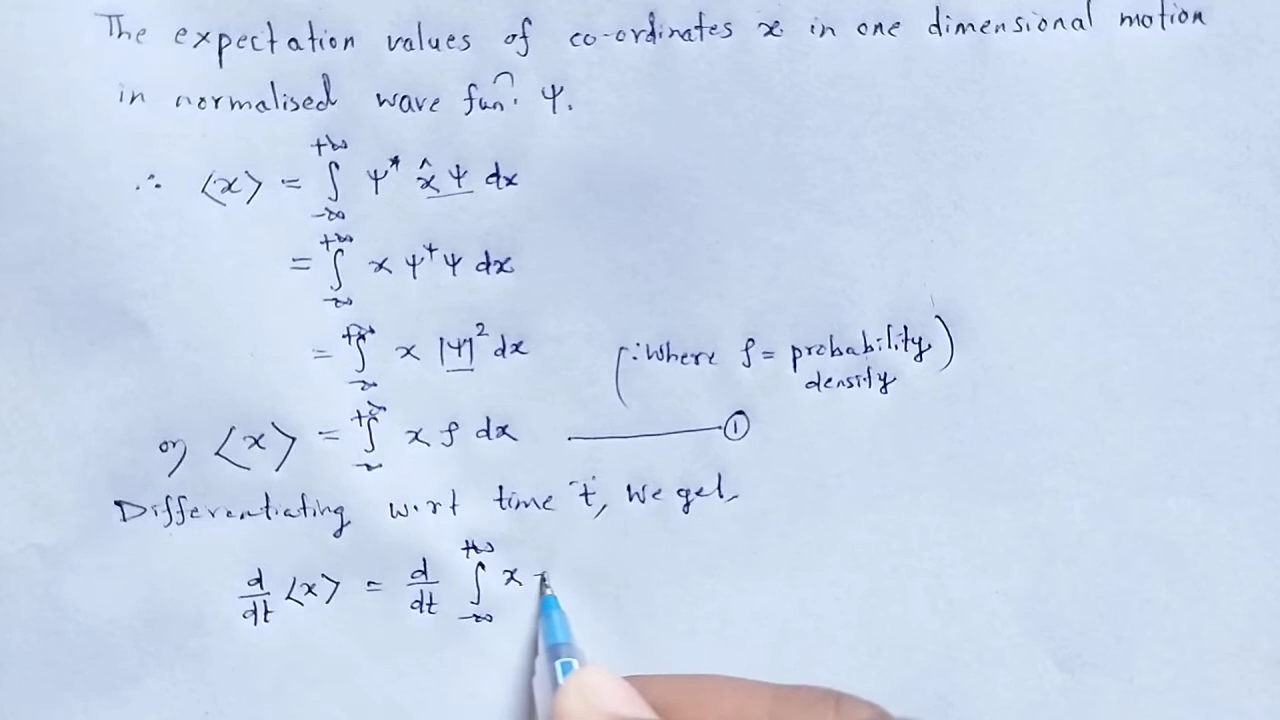 The expectation values of co-ordinates x in one dimensional motion
in normalised wave fun^n. ψ.
∴ ⟨x⟩ = ∫_{-∞}^{+∞} ψ* x̂ ψ dx
= ∫_{-∞}^{+∞} x ψ*ψ dx
= ∫_{-∞}^{+∞} x |ψ|² dx (∵ where ρ = probability density)
or ⟨x⟩ = ∫_{-∞}^{+∞} x ρ dx ——— ①
Differentiating w.r.t time 't', we get,
d/dt ⟨x⟩ = d/dt ∫_{-∞}^{+∞} x